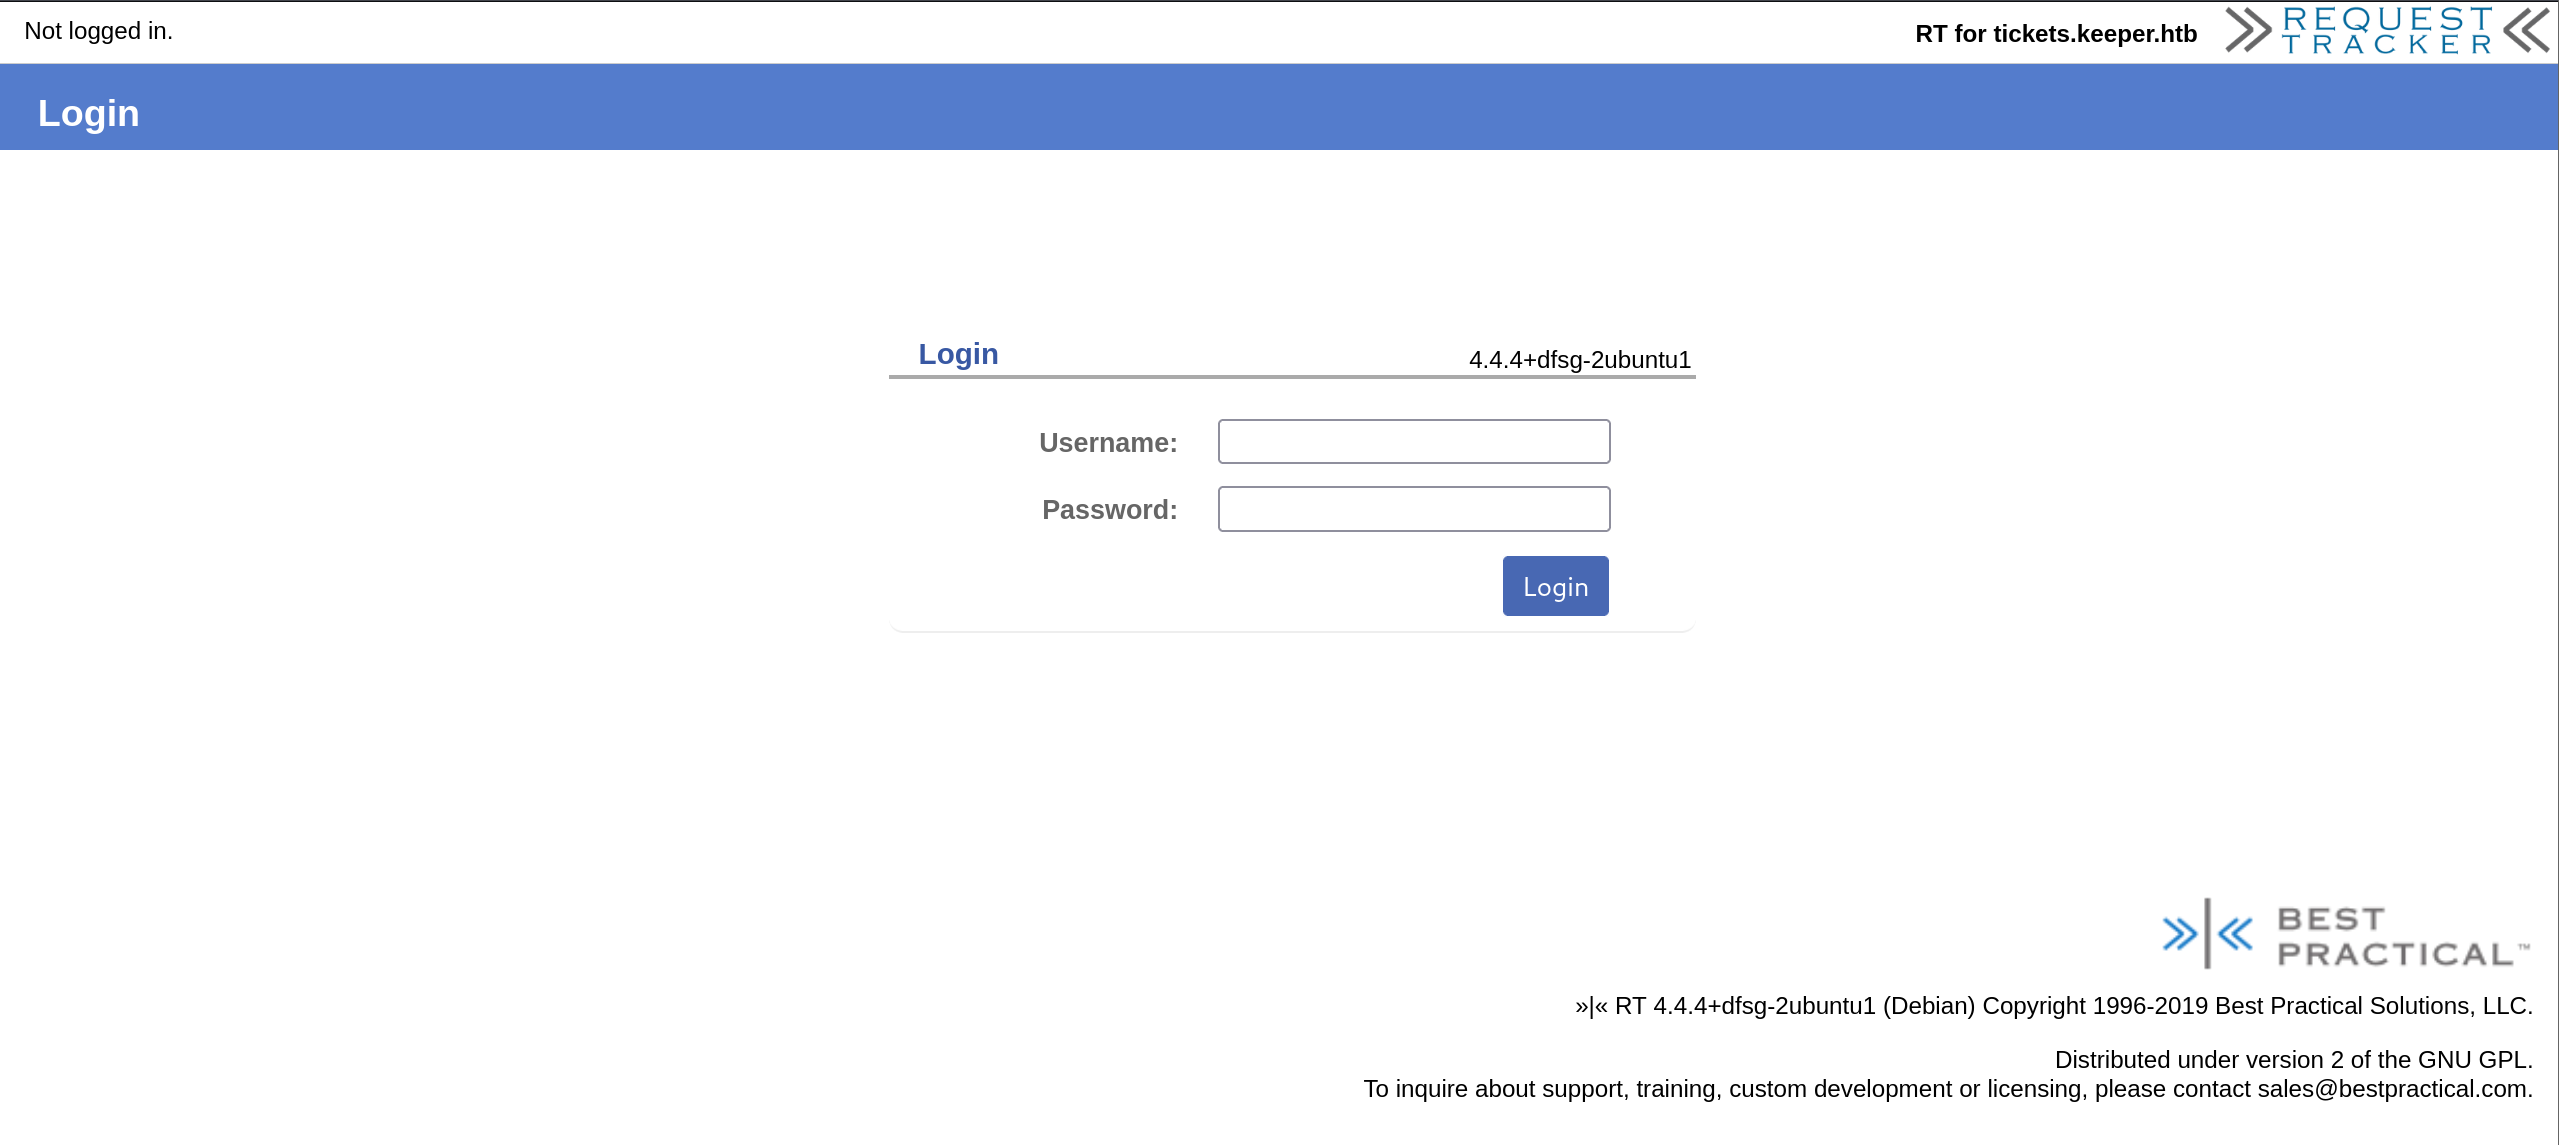 Not logged in.
RT for tickets.keeper.htb
REQUEST
TRACKER
Login
Login
4.4.4+dfsg-2ubuntu1
Username:
Password:
Login
BEST
PRACTICAL™
»|« RT 4.4.4+dfsg-2ubuntu1 (Debian) Copyright 1996-2019 Best Practical Solutions, LLC.
Distributed under version 2 of the GNU GPL.
To inquire about support, training, custom development or licensing, please contact sales@bestpractical.com.